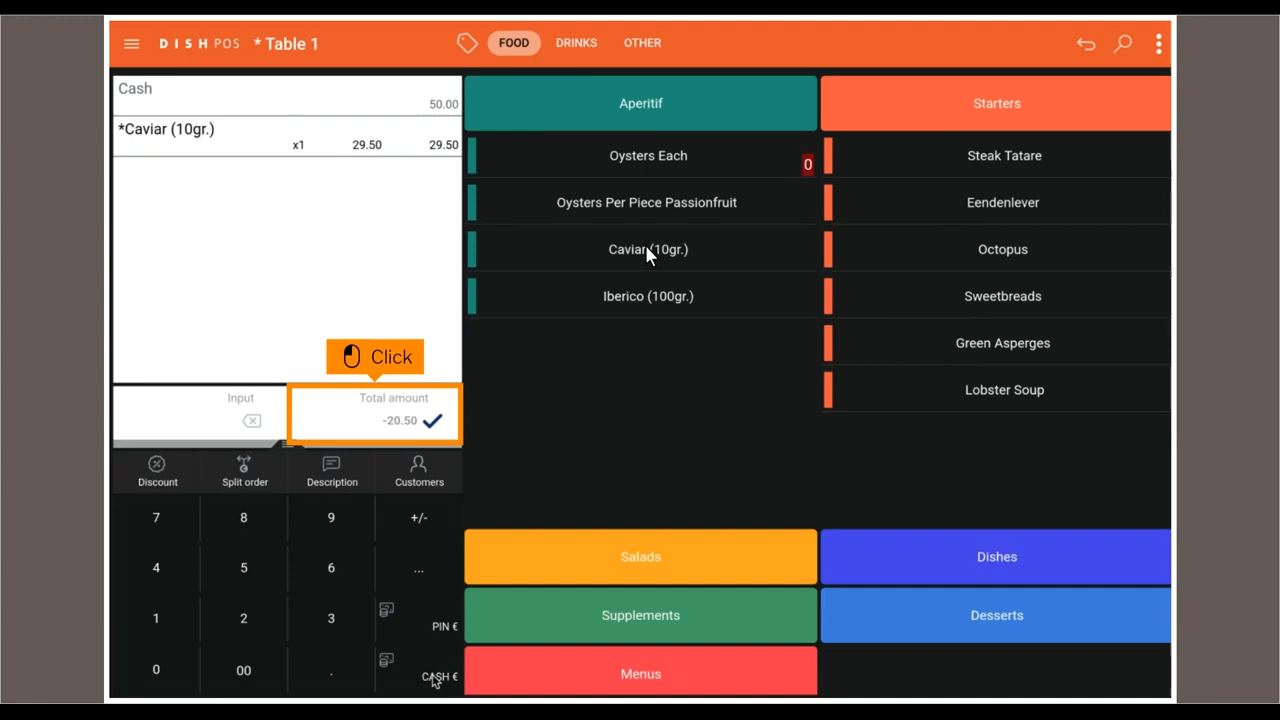 DISH POS * Table 1
FOOD DRINKS OTHER
Cash
50.00
*Caviar (10gr.)
x1 29.50 29.50
Click
Input
Total amount
-20.50
Discount Split order Description Customers
7 8 9 +/-
4 5 6 ...
1 2 3 PIN €
0 00 . CASH €
Aperitif
Oysters Each
0
Oysters Per Piece Passionfruit
Caviar (10gr.)
Iberico (100gr.)
Starters
Steak Tatare
Eendenlever
Octopus
Sweetbreads
Green Asperges
Lobster Soup
Salads
Dishes
Supplements
Desserts
Menus